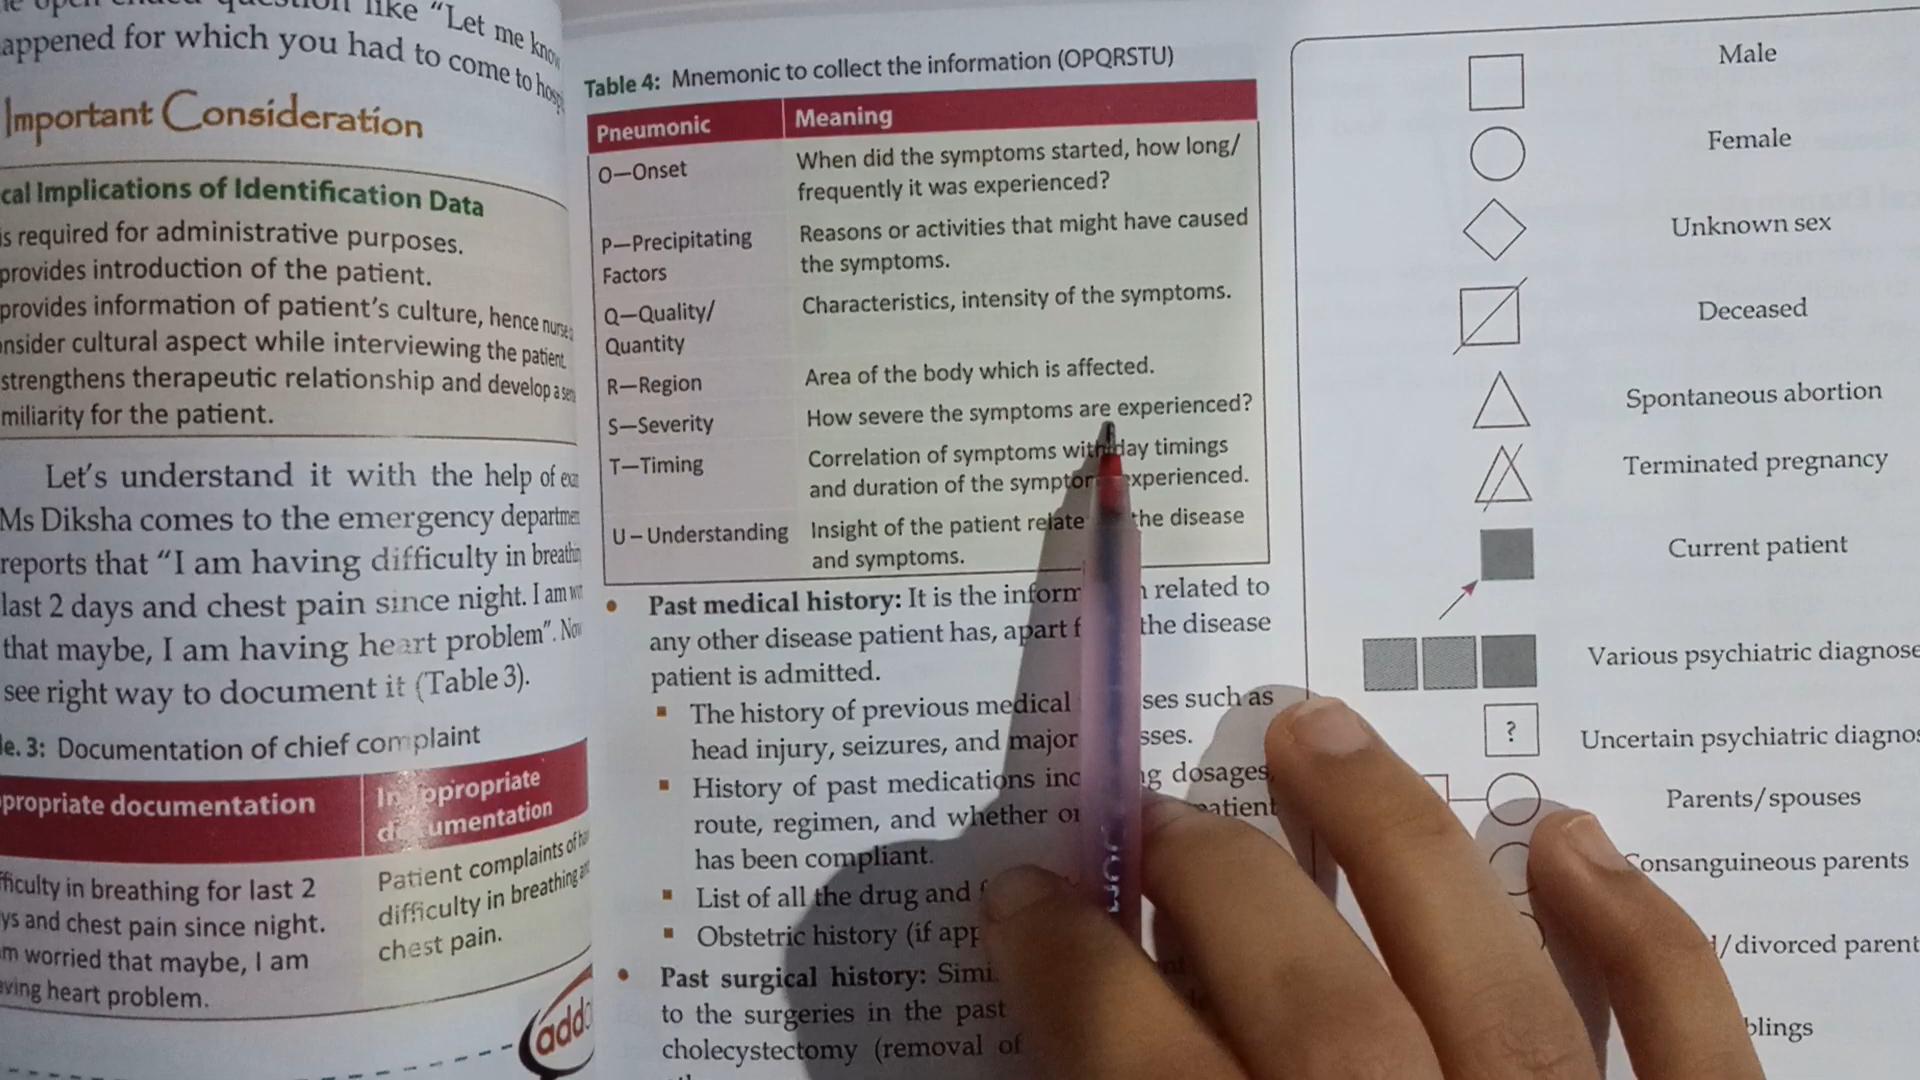 question like "Let me know
appened for which you had to come to
Important Consideration
cal Implications of Identification Data
is required for administrative purposes.
provides introduction of the patient.
provides information of patient's culture, hence
nsider cultural aspect while interviewing the patient
strengthens therapeutic relationship and develop a
miliarity for the patient.
Let's understand it with the help of
Ms Diksha comes to the emergency
reports that "I am having difficulty in
last 2 days and chest pain since night. I am
that maybe, I am having heart problem". Now
see right way to document it (Table 3).
le. 3: Documentation of chief complaint
propriate documentation
fficulty in breathing for last 2
ys and chest pain since night.
m worried that maybe, I am
aving heart problem.
documentation
Patient complaints of
difficulty in breathing
chest pain.
Table 4: Mnemonic to collect the information (OPQRSTU)
Pneumonic Meaning
O—Onset When did the symptoms started, how long/
frequently it was experienced?
P—Precipitating Reasons or activities that might have caused
Factors the symptoms.
Q—Quality/ Characteristics, intensity of the symptoms.
Quantity
R—Region Area of the body which is affected.
S—Severity How severe the symptoms are experienced?
T—Timing Correlation of symptoms with day timings
and duration of the experienced.
U – Understanding Insight of the patient the disease
and symptoms.
• Past medical history: It is the related to
any other disease patient has, apart the disease
patient is admitted.
▪ The history of previous medical such as
head injury, seizures, and major
▪ History of past medications dosages,
route, regimen, and whether
has been compliant.
▪ List of all the drug and
▪ Obstetric history (if
• Past surgical history:
to the surgeries in the past
cholecystectomy (removal of
Male
Female
Unknown sex
Deceased
Spontaneous abortion
Terminated pregnancy
Current patient
Various psychiatric diagnose
? Uncertain psychiatric diagnos
Parents/spouses
Consanguineous parents
/divorced parent
blings